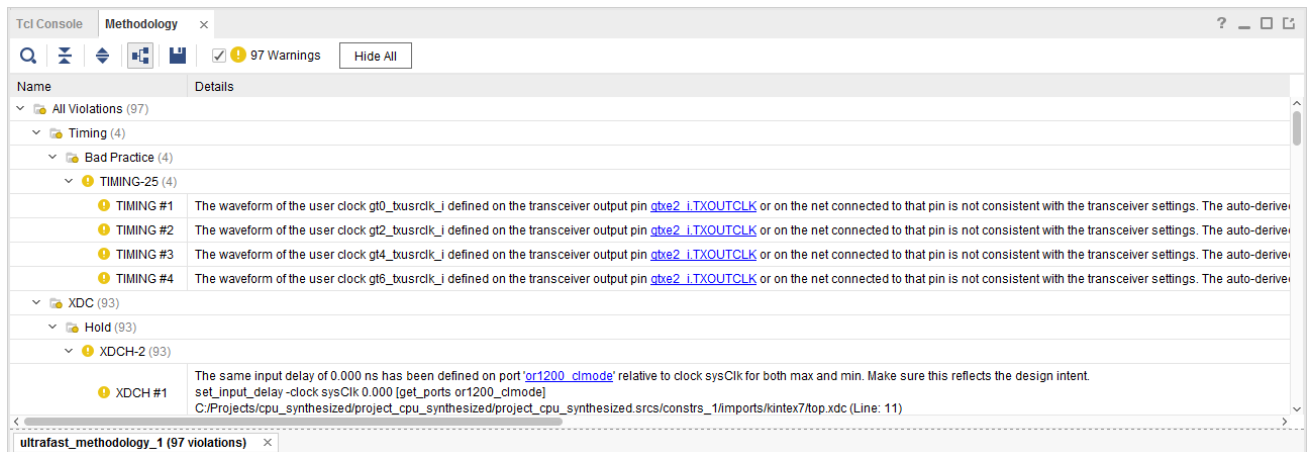 Tcl Console Methodology × ?
97 Warnings Hide All
Name Details
All Violations (97)
Timing (4)
Bad Practice (4)
TIMING-25 (4)
TIMING #1 The waveform of the user clock gt0_txusrclk_i defined on the transceiver output pin gtxe2_i.TXOUTCLK or on the net connected to that pin is not consistent with the transceiver settings. The auto-derive
TIMING #2 The waveform of the user clock gt2_txusrclk_i defined on the transceiver output pin gtxe2_i.TXOUTCLK or on the net connected to that pin is not consistent with the transceiver settings. The auto-derive
TIMING #3 The waveform of the user clock gt4_txusrclk_i defined on the transceiver output pin gtxe2_i.TXOUTCLK or on the net connected to that pin is not consistent with the transceiver settings. The auto-derive
TIMING #4 The waveform of the user clock gt6_txusrclk_i defined on the transceiver output pin gtxe2_i.TXOUTCLK or on the net connected to that pin is not consistent with the transceiver settings. The auto-derive
XDC (93)
Hold (93)
XDCH-2 (93)
The same input delay of 0.000 ns has been defined on port 'or1200_clmode' relative to clock sysClk for both max and min. Make sure this reflects the design intent.
XDCH #1 set_input_delay -clock sysClk 0.000 [get_ports or1200_clmode]
C:/Projects/cpu_synthesized/project_cpu_synthesized/project_cpu_synthesized.srcs/constrs_1/imports/kintex7/top.xdc (Line: 11)
ultrafast_methodology_1 (97 violations) ×